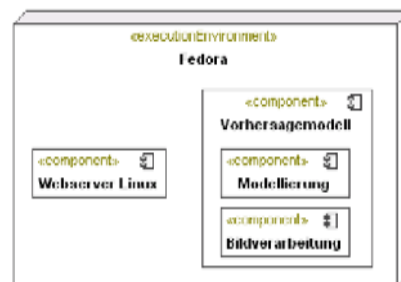 «executionEnvironment»
Fedora
«component»
Vorhersagemodell
«component»
Webserver Linux
«component»
Modellierung
«component»
Bildverarbeitung